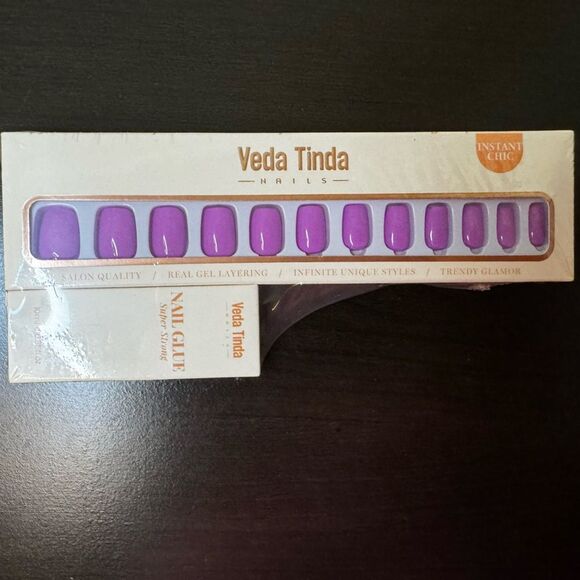 Veda Tinda
NAILS
INSTANT
CHIC
SALON QUALITY / REAL GEL LAYERING / INFINITE UNIQUE STYLES / TRENDY GLAMOR
Veda Tinda
NAILS
NAIL GLUE
Super Strong